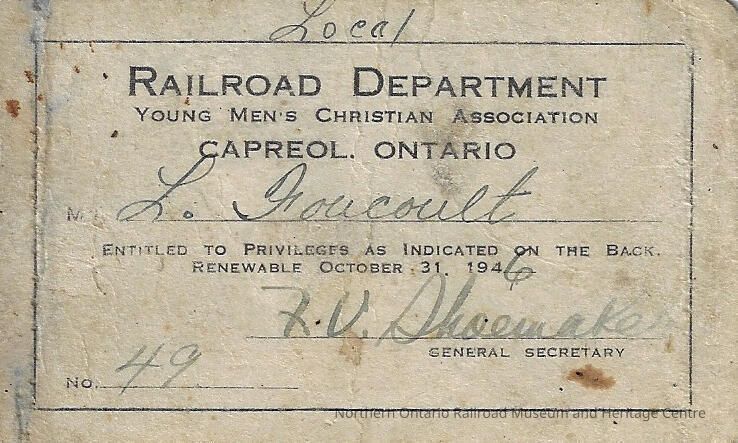 Local
RAILROAD DEPARTMENT
YOUNG MEN'S CHRISTIAN ASSOCIATION
CAPREOL. ONTARIO
M L. Foucoult
ENTITLED TO PRIVILEGES AS INDICATED ON THE BACK.
RENEWABLE OCTOBER 31. 1946
F. V. Shoemaker
GENERAL SECRETARY
No. 49
Northern Ontario Railroad Museum and Heritage Centre